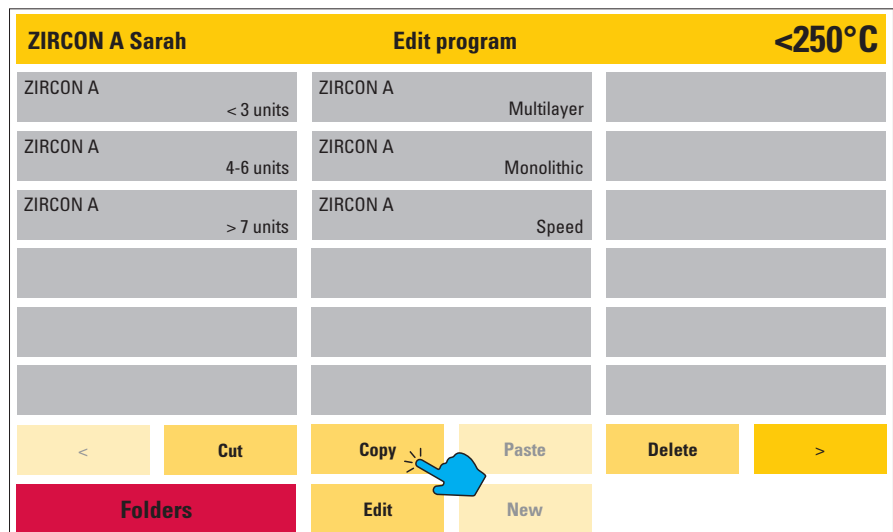 ZIRCON A Sarah
Edit program
<250°C
ZIRCON A
< 3 units
ZIRCON A
Multilayer
ZIRCON A
4-6 units
ZIRCON A
Monolithic
ZIRCON A
> 7 units
ZIRCON A
Speed
<
Cut
Copy
Paste
Delete
>
Folders
Edit
New